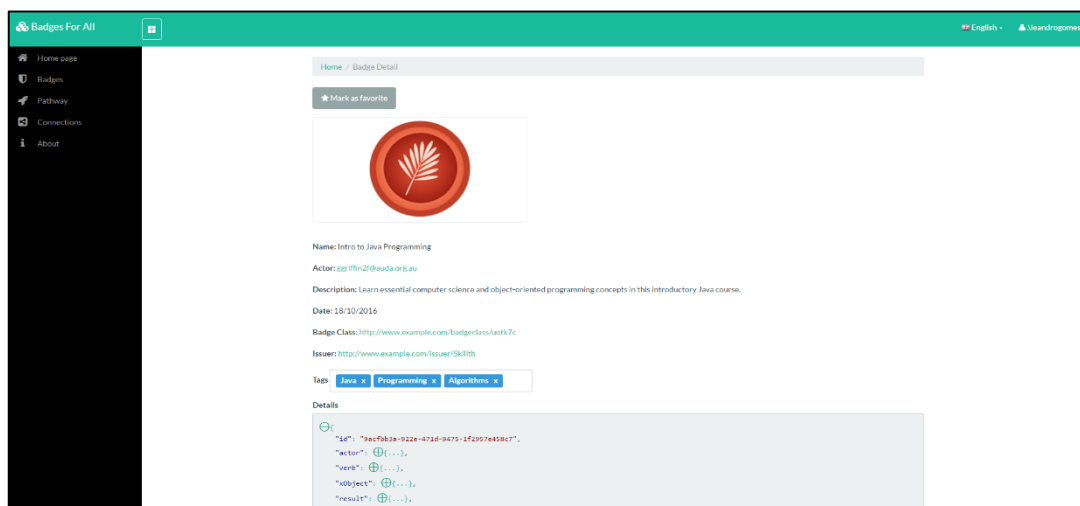 Badges For All
English
Jleandrogomes
Home page
Badges
Pathway
Connections
About
Home / Badge Detail
Mark as favorite
Name: Intro to Java Programming
Actor: ggriffin2f@auda.org.au
Description: Learn essential computer science and object-oriented programming concepts in this introductory Java course.
Date: 18/10/2016
Badge Class: http://www.example.com/badgeclass/uotk7c
Issuer: http://www.example.com/issuer/Skilith
Tags Java x Programming x Algorithms x
Details
{
"id": "9acfbb3a-922e-471d-9475-1f2957e458c7",
"actor": {...},
"verb": {...},
"xObject": {...},
"result": {...},